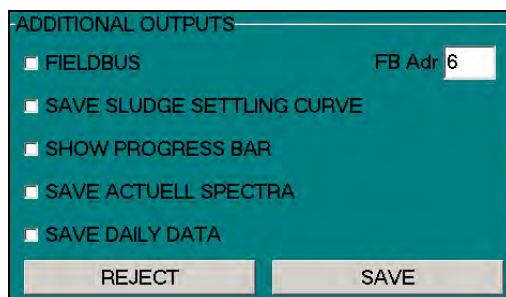 ADDITIONAL OUTPUTS
FIELDBUS FB Adr 6
SAVE SLUDGE SETTLING CURVE
SHOW PROGRESS BAR
SAVE ACTUELL SPECTRA
SAVE DAILY DATA
REJECT SAVE